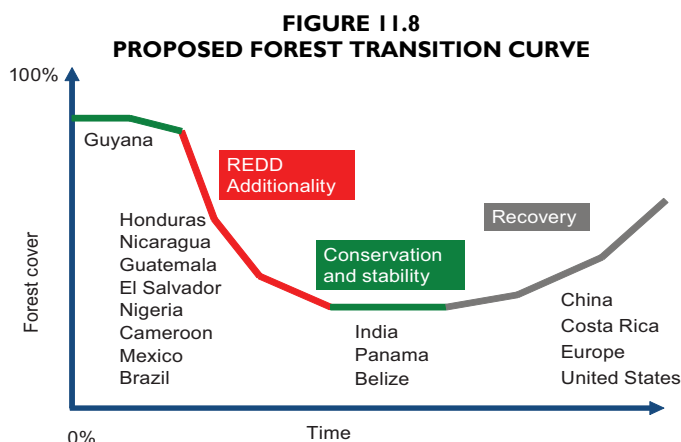 FIGURE 11.8
PROPOSED FOREST TRANSITION CURVE
100%
Guyana
REDD
Additionality
Honduras
Nicaragua
Guatemala
El Salvador
Nigeria
Cameroon
Mexico
Brazil
Conservation
and stability
India
Panama
Belize
Recovery
China
Costa Rica
Europe
United States
Forest cover
0%
Time